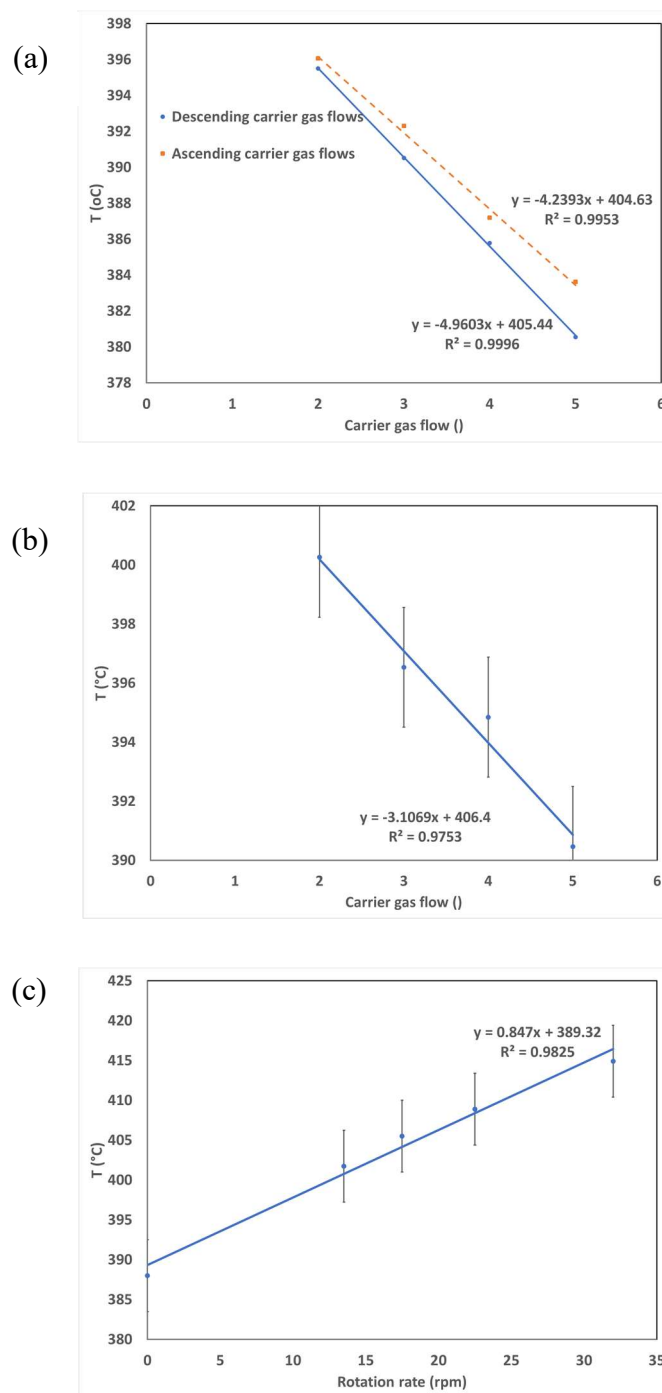 (a)
398
396
394
392
390
388
386
384
382
380
378
T (oC)
Descending carrier gas flows
Ascending carrier gas flows
y = -4.2393x + 404.63
R² = 0.9953
y = -4.9603x + 405.44
R² = 0.9996
0 1 2 3 4 5 6
Carrier gas flow ()
(b)
402
400
398
396
394
392
390
T (°C)
y = -3.1069x + 406.4
R² = 0.9753
0 1 2 3 4 5 6
Carrier gas flow ()
(c)
425
420
415
410
405
400
395
390
385
380
T (°C)
y = 0.847x + 389.32
R² = 0.9825
0 5 10 15 20 25 30 35
Rotation rate (rpm)